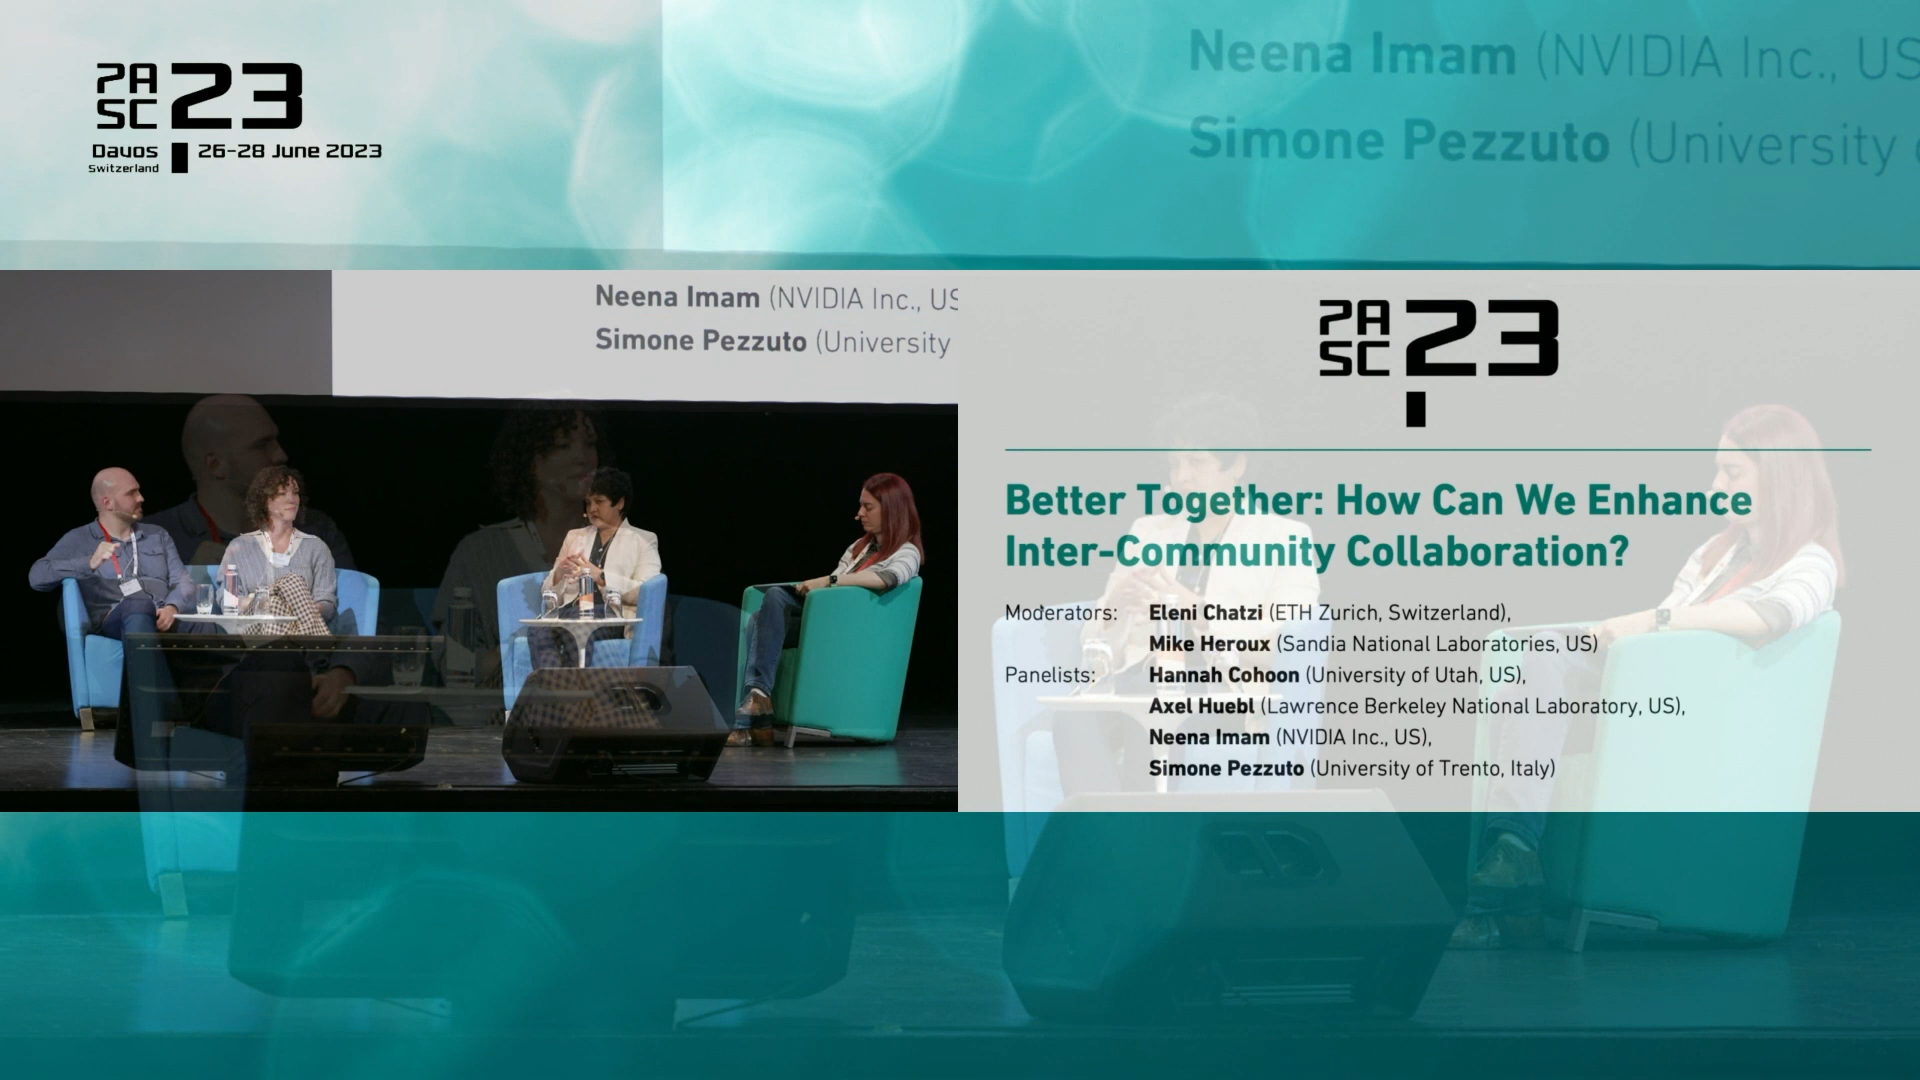 PA
SC 23
Davos 26-28 June 2023
Switzerland
Neena Imam (NVIDIA Inc., US
Simone Pezzuto (University
Neena Imam (NVIDIA Inc., US
Simone Pezzuto (University
PA
SC 23
Better Together: How Can We Enhance
Inter-Community Collaboration?
Moderators: Eleni Chatzi (ETH Zurich, Switzerland),
Mike Heroux (Sandia National Laboratories, US)
Panelists: Hannah Cohoon (University of Utah, US),
Axel Huebl (Lawrence Berkeley National Laboratory, US),
Neena Imam (NVIDIA Inc., US),
Simone Pezzuto (University of Trento, Italy)